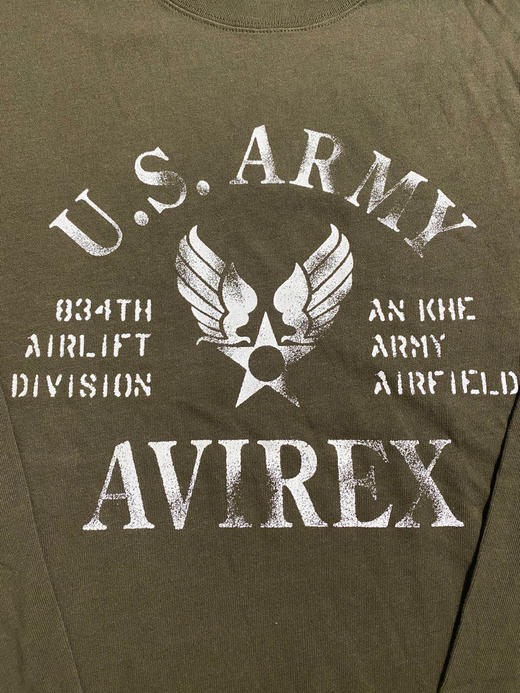 U.S. ARMY
834TH
AIRLIFT
DIVISION
AN KHE
ARMY
AIRFIELD
AVIREX